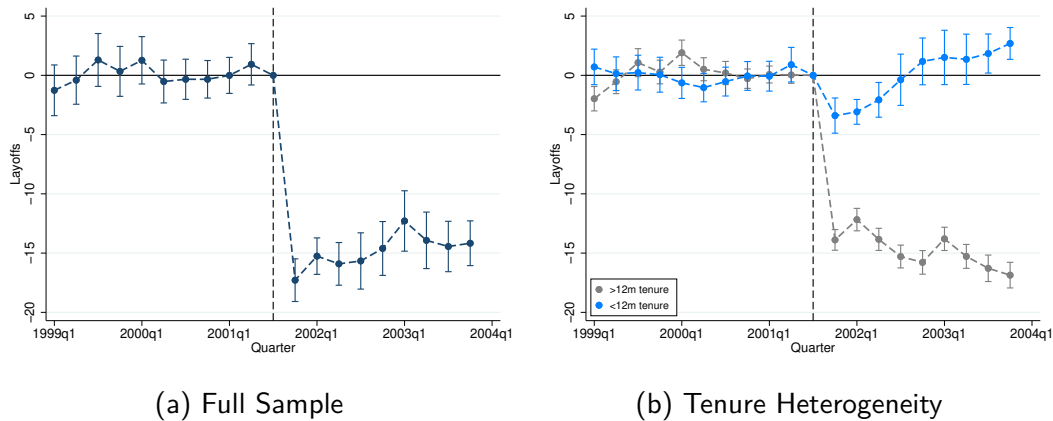 5
0
-5
-10
-15
-20
Layoffs
1999q1 2000q1 2001q1 2002q1 2003q1 2004q1
Quarter
(a) Full Sample
5
0
-5
-10
-15
-20
Layoffs
>12m tenure
<12m tenure
1999q1 2000q1 2001q1 2002q1 2003q1 2004q1
Quarter
(b) Tenure Heterogeneity